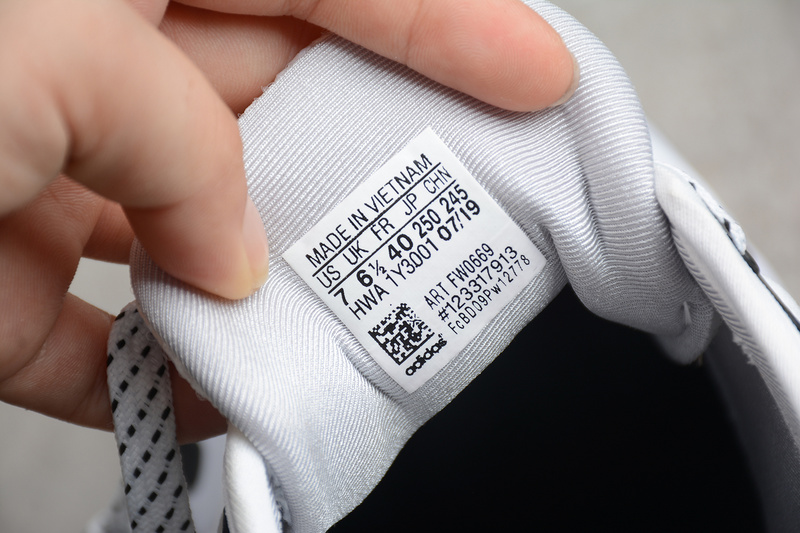 MADE IN VIETNAM
US UK FR JP CHN
7 6½ 40 250 245
HWA 1Y3001 07/19
ART FW0669
#123317913
FcBD09Pw12778
adidas